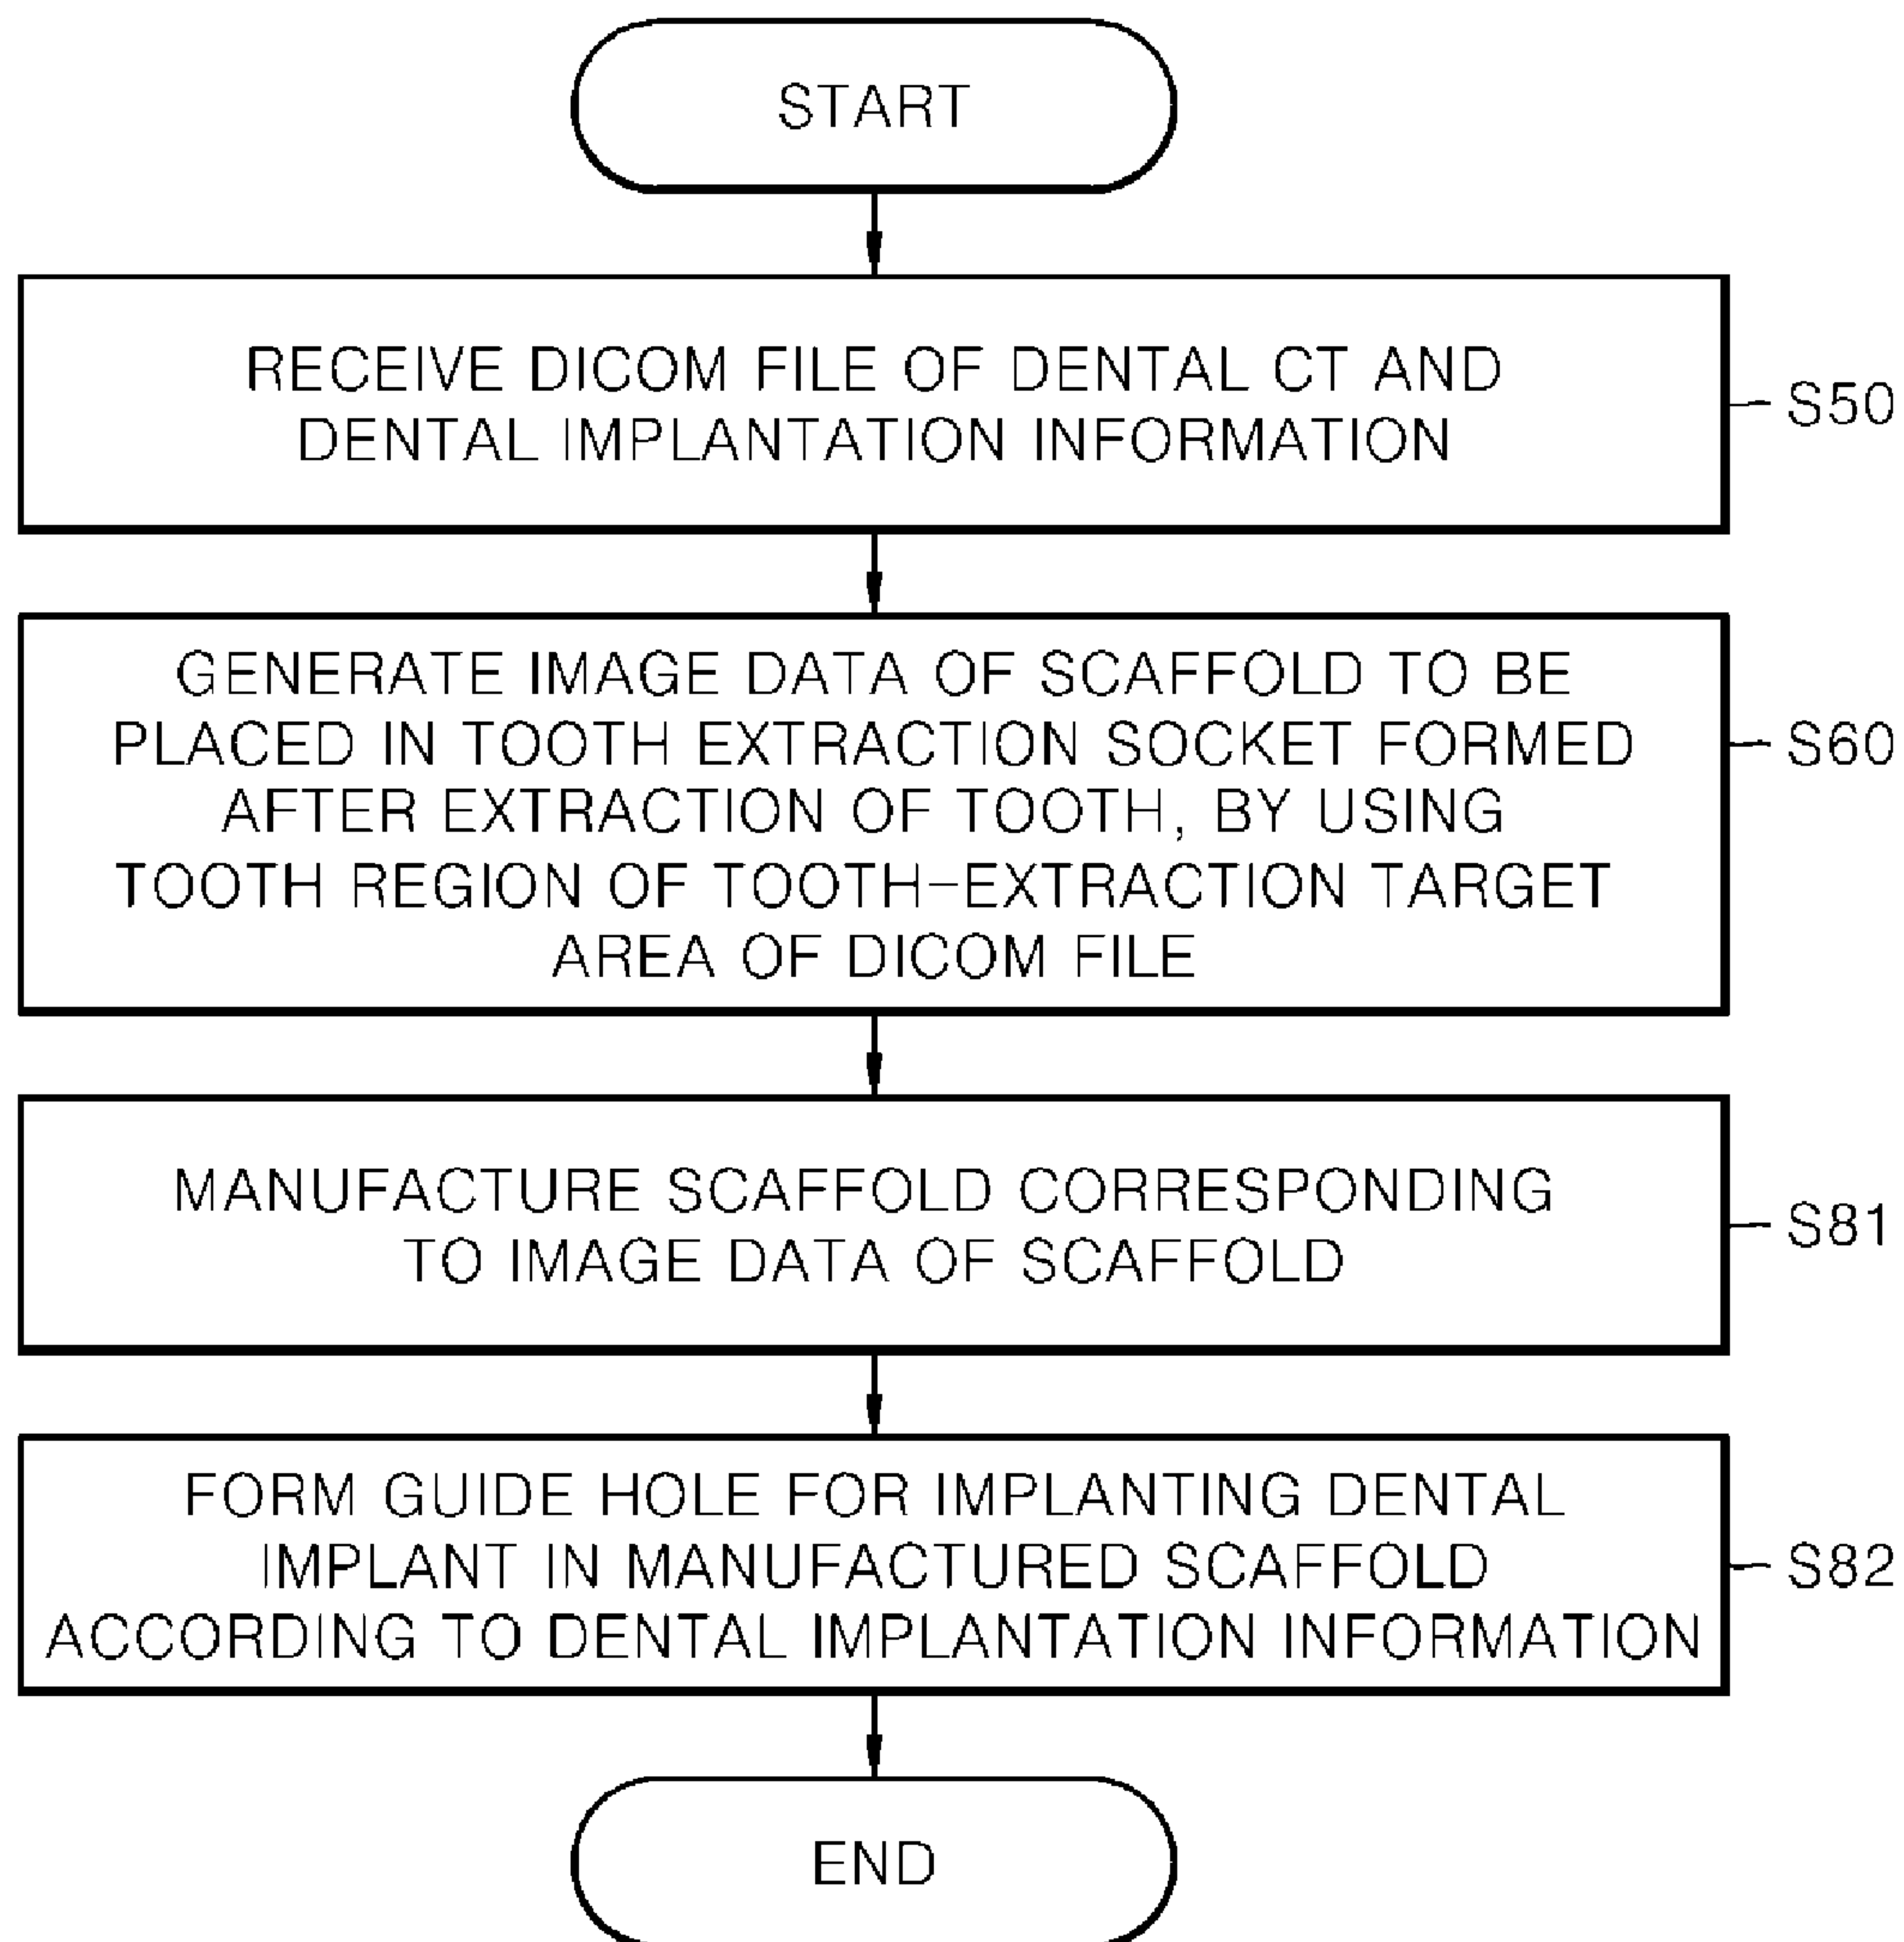 START
RECEIVE DICOM FILE OF DENTAL CT AND
DENTAL IMPLANTATION INFORMATION
S50
GENERATE IMAGE DATA OF SCAFFOLD TO BE
PLACED IN TOOTH EXTRACTION SOCKET FORMED
AFTER EXTRACTION OF TOOTH, BY USING
TOOTH REGION OF TOOTH-EXTRACTION TARGET
AREA OF DICOM FILE
S60
MANUFACTURE SCAFFOLD CORRESPONDING
TO IMAGE DATA OF SCAFFOLD
S81
FORM GUIDE HOLE FOR IMPLANTING DENTAL
IMPLANT IN MANUFACTURED SCAFFOLD
ACCORDING TO DENTAL IMPLANTATION INFORMATION
S82
END